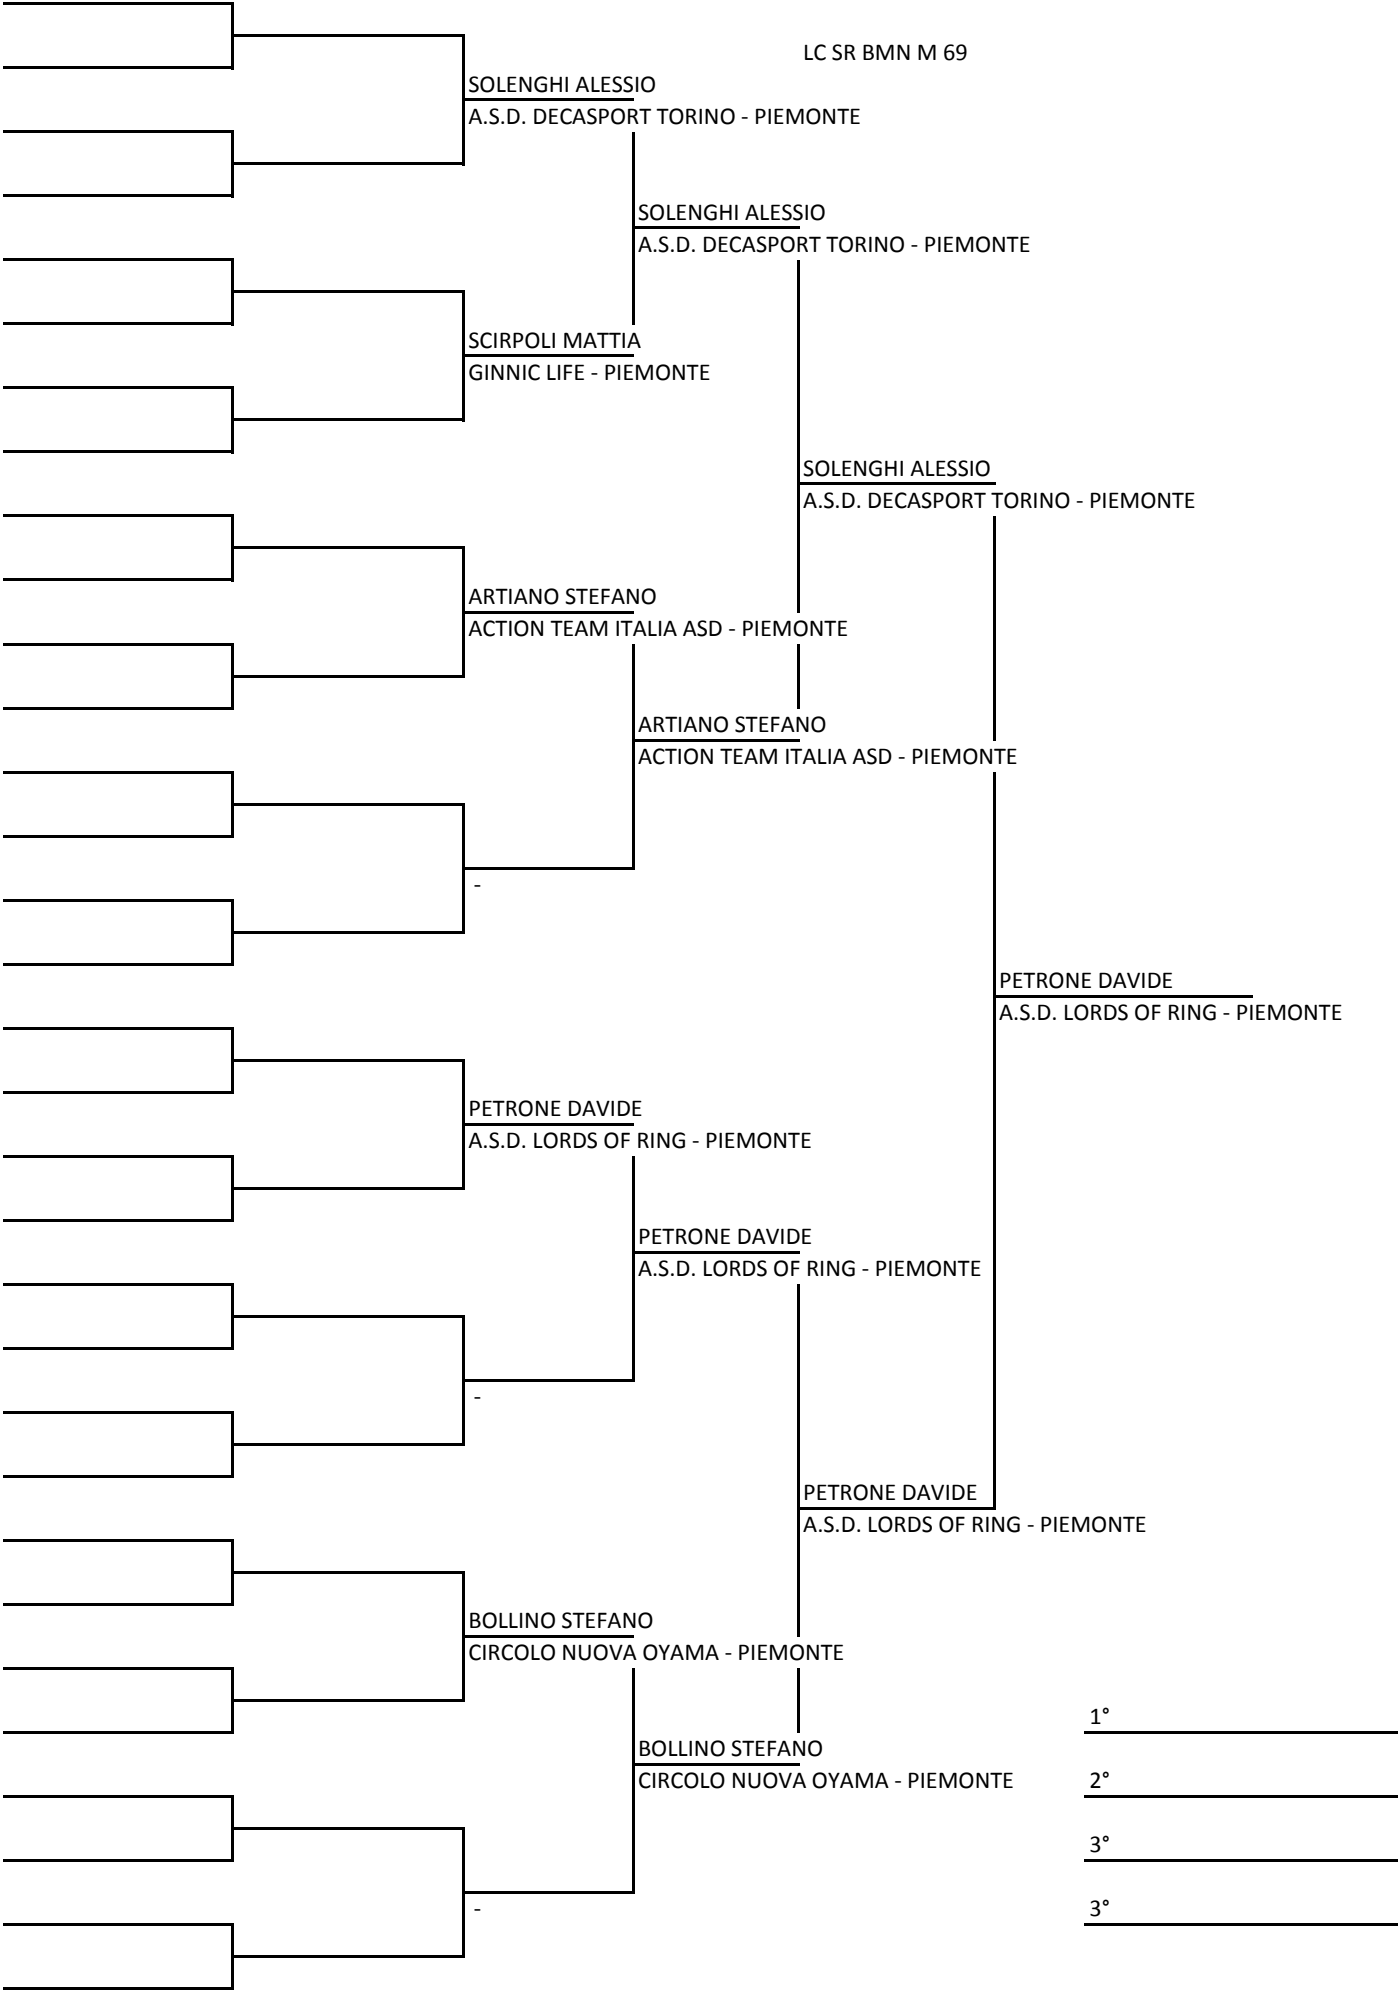 LC SR BMN M 69
SOLENGHI ALESSIO
A.S.D. DECASPORT TORINO - PIEMONTE
SOLENGHI ALESSIO
A.S.D. DECASPORT TORINO - PIEMONTE
SCIRPOLI MATTIA
GINNIC LIFE - PIEMONTE
SOLENGHI ALESSIO
A.S.D. DECASPORT TORINO - PIEMONTE
ARTIANO STEFANO
ACTION TEAM ITALIA ASD - PIEMONTE
ARTIANO STEFANO
ACTION TEAM ITALIA ASD - PIEMONTE
-
PETRONE DAVIDE
A.S.D. LORDS OF RING - PIEMONTE
PETRONE DAVIDE
A.S.D. LORDS OF RING - PIEMONTE
PETRONE DAVIDE
A.S.D. LORDS OF RING - PIEMONTE
-
PETRONE DAVIDE
A.S.D. LORDS OF RING - PIEMONTE
BOLLINO STEFANO
CIRCOLO NUOVA OYAMA - PIEMONTE
1°
BOLLINO STEFANO
CIRCOLO NUOVA OYAMA - PIEMONTE
2°
3°
-
3°